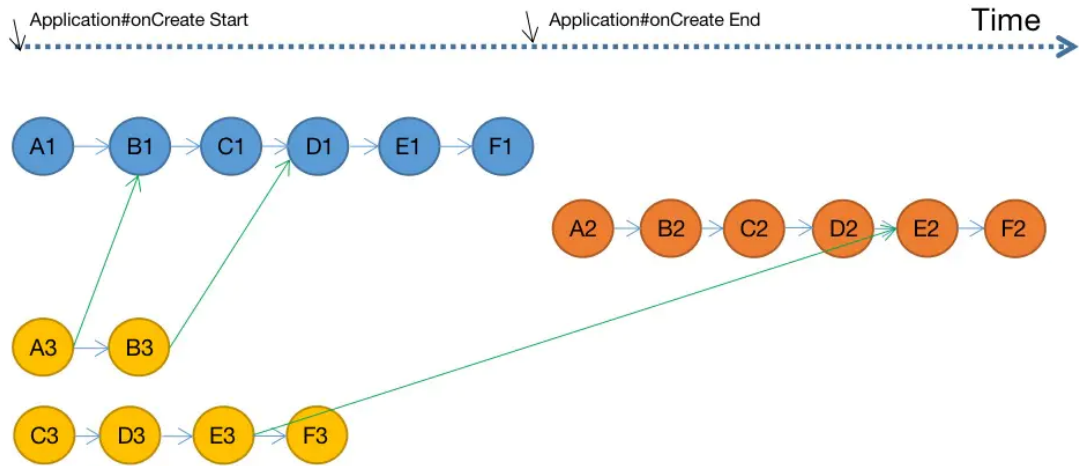 Application#onCreate Start
Application#onCreate End
Time
A1 B1 C1 D1 E1 F1
A2 B2 C2 D2 E2 F2
A3 B3
C3 D3 E3 F3